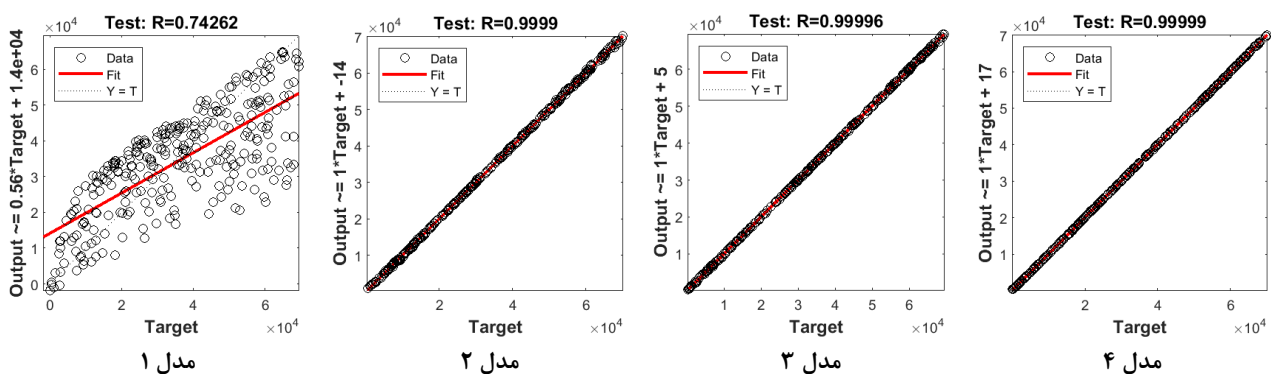 Test: R=0.74262
×10⁴
Output ~= 0.56*Target + 1.4e+04
6
5
4
3
2
1
0
Data
Fit
Y = T
0
2
4
6
×10⁴
Target
مدل ۱
Test: R=0.9999
×10⁴
Output ~= 1*Target + -14
7
6
5
4
3
2
1
Data
Fit
Y = T
2
4
6
×10⁴
Target
مدل ۲
Test: R=0.99996
×10⁴
Output ~= 1*Target + 5
6
5
4
3
2
1
Data
Fit
Y = T
1
2
3
4
5
6
×10⁴
Target
مدل ۳
Test: R=0.99999
×10⁴
Output ~= 1*Target + 17
7
6
5
4
3
2
1
Data
Fit
Y = T
2
4
6
×10⁴
Target
مدل ۴